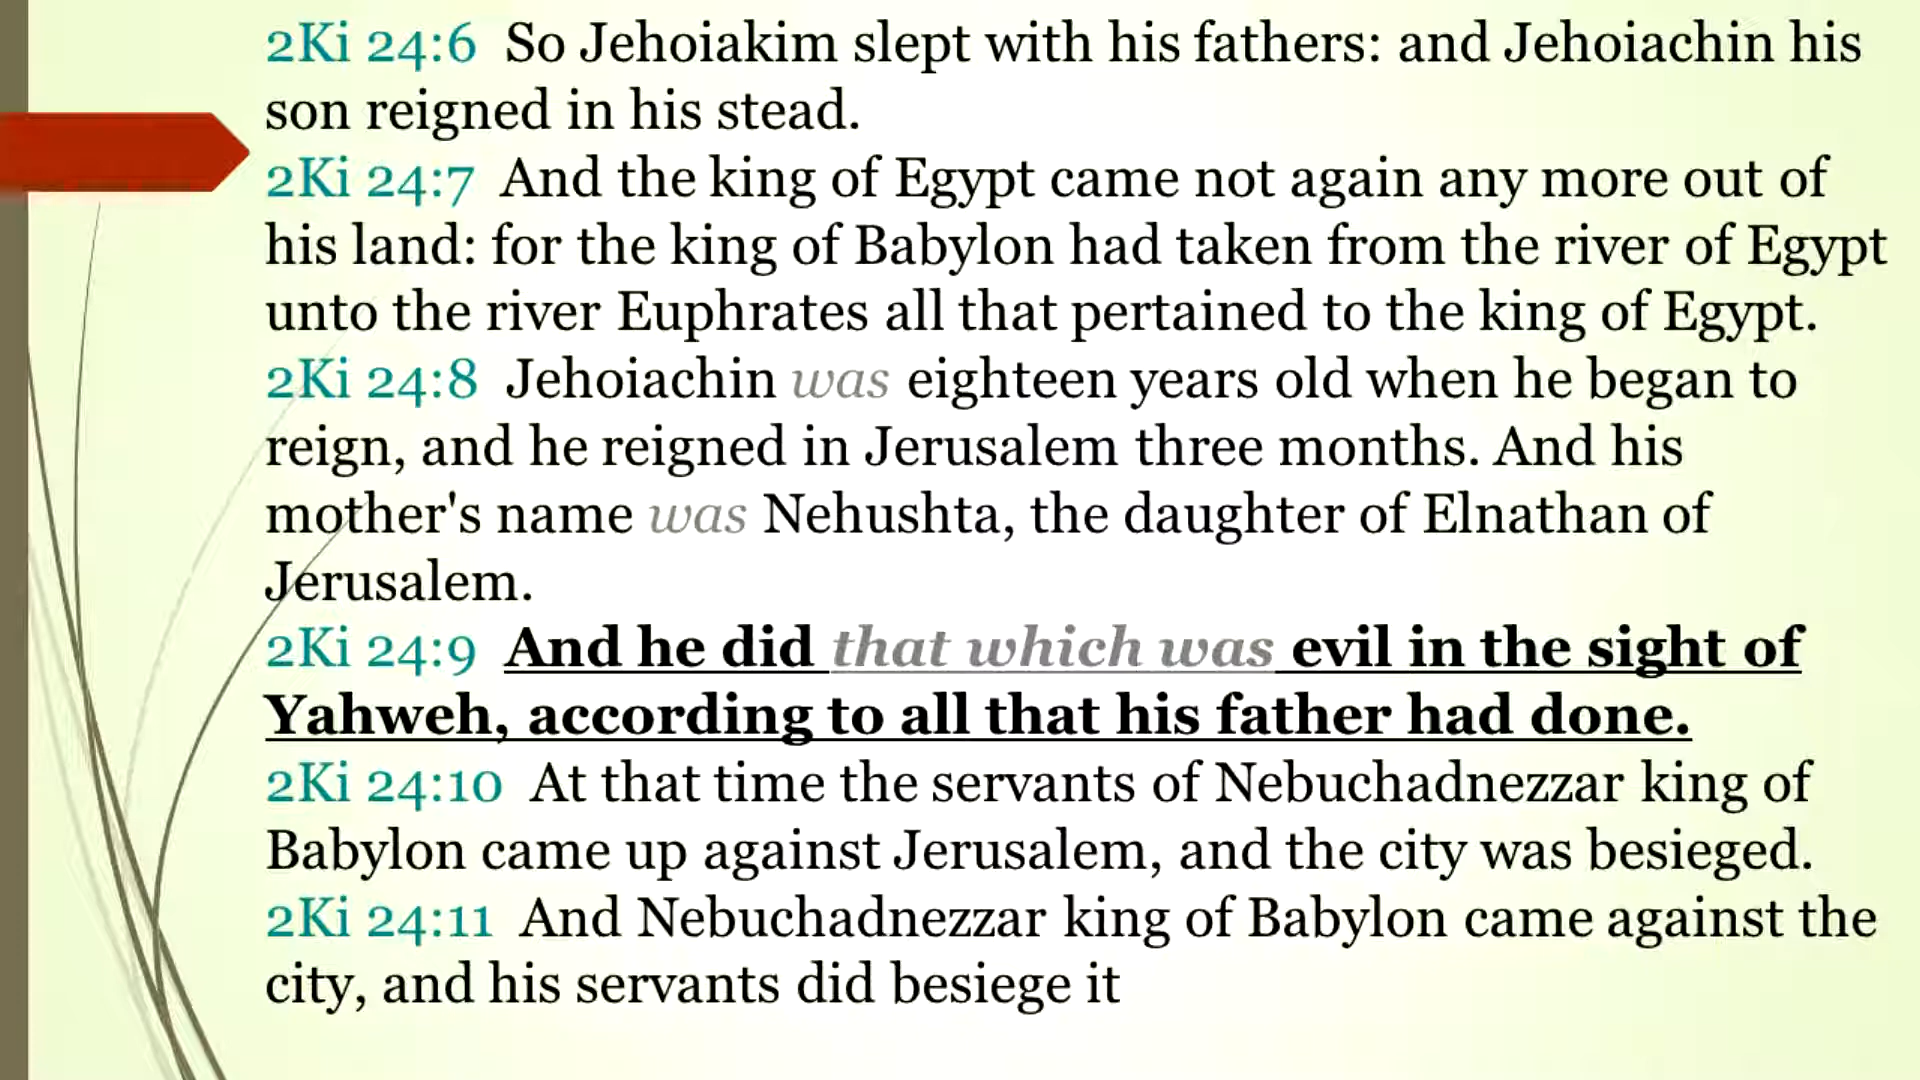 2Ki 24:6  So Jehoiakim slept with his fathers: and Jehoiachin his
son reigned in his stead.
2Ki 24:7  And the king of Egypt came not again any more out of
his land: for the king of Babylon had taken from the river of Egypt
unto the river Euphrates all that pertained to the king of Egypt.
2Ki 24:8  Jehoiachin was eighteen years old when he began to
reign, and he reigned in Jerusalem three months. And his
mother's name was Nehushta, the daughter of Elnathan of
Jerusalem.
2Ki 24:9  And he did that which was evil in the sight of
Yahweh, according to all that his father had done.
2Ki 24:10  At that time the servants of Nebuchadnezzar king of
Babylon came up against Jerusalem, and the city was besieged.
2Ki 24:11  And Nebuchadnezzar king of Babylon came against the
city, and his servants did besiege it